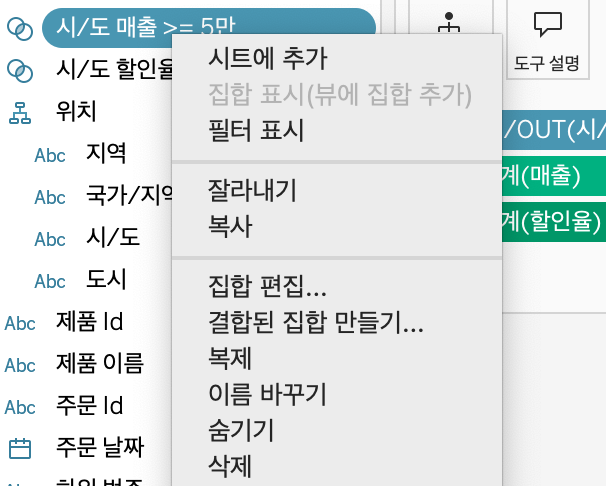 시/도 매출 >= 5만
시/도 할인율
위치
Abc 지역
Abc 국가/지역
Abc 시/도
Abc 도시
Abc 제품 Id
Abc 제품 이름
Abc 주문 Id
주문 날짜
시트에 추가
집합 표시(뷰에 집합 추가)
필터 표시
잘라내기
복사
집합 편집...
결합된 집합 만들기...
복제
이름 바꾸기
숨기기
삭제
도구 설명
/OUT(시/
계(매출)
계(할인율)